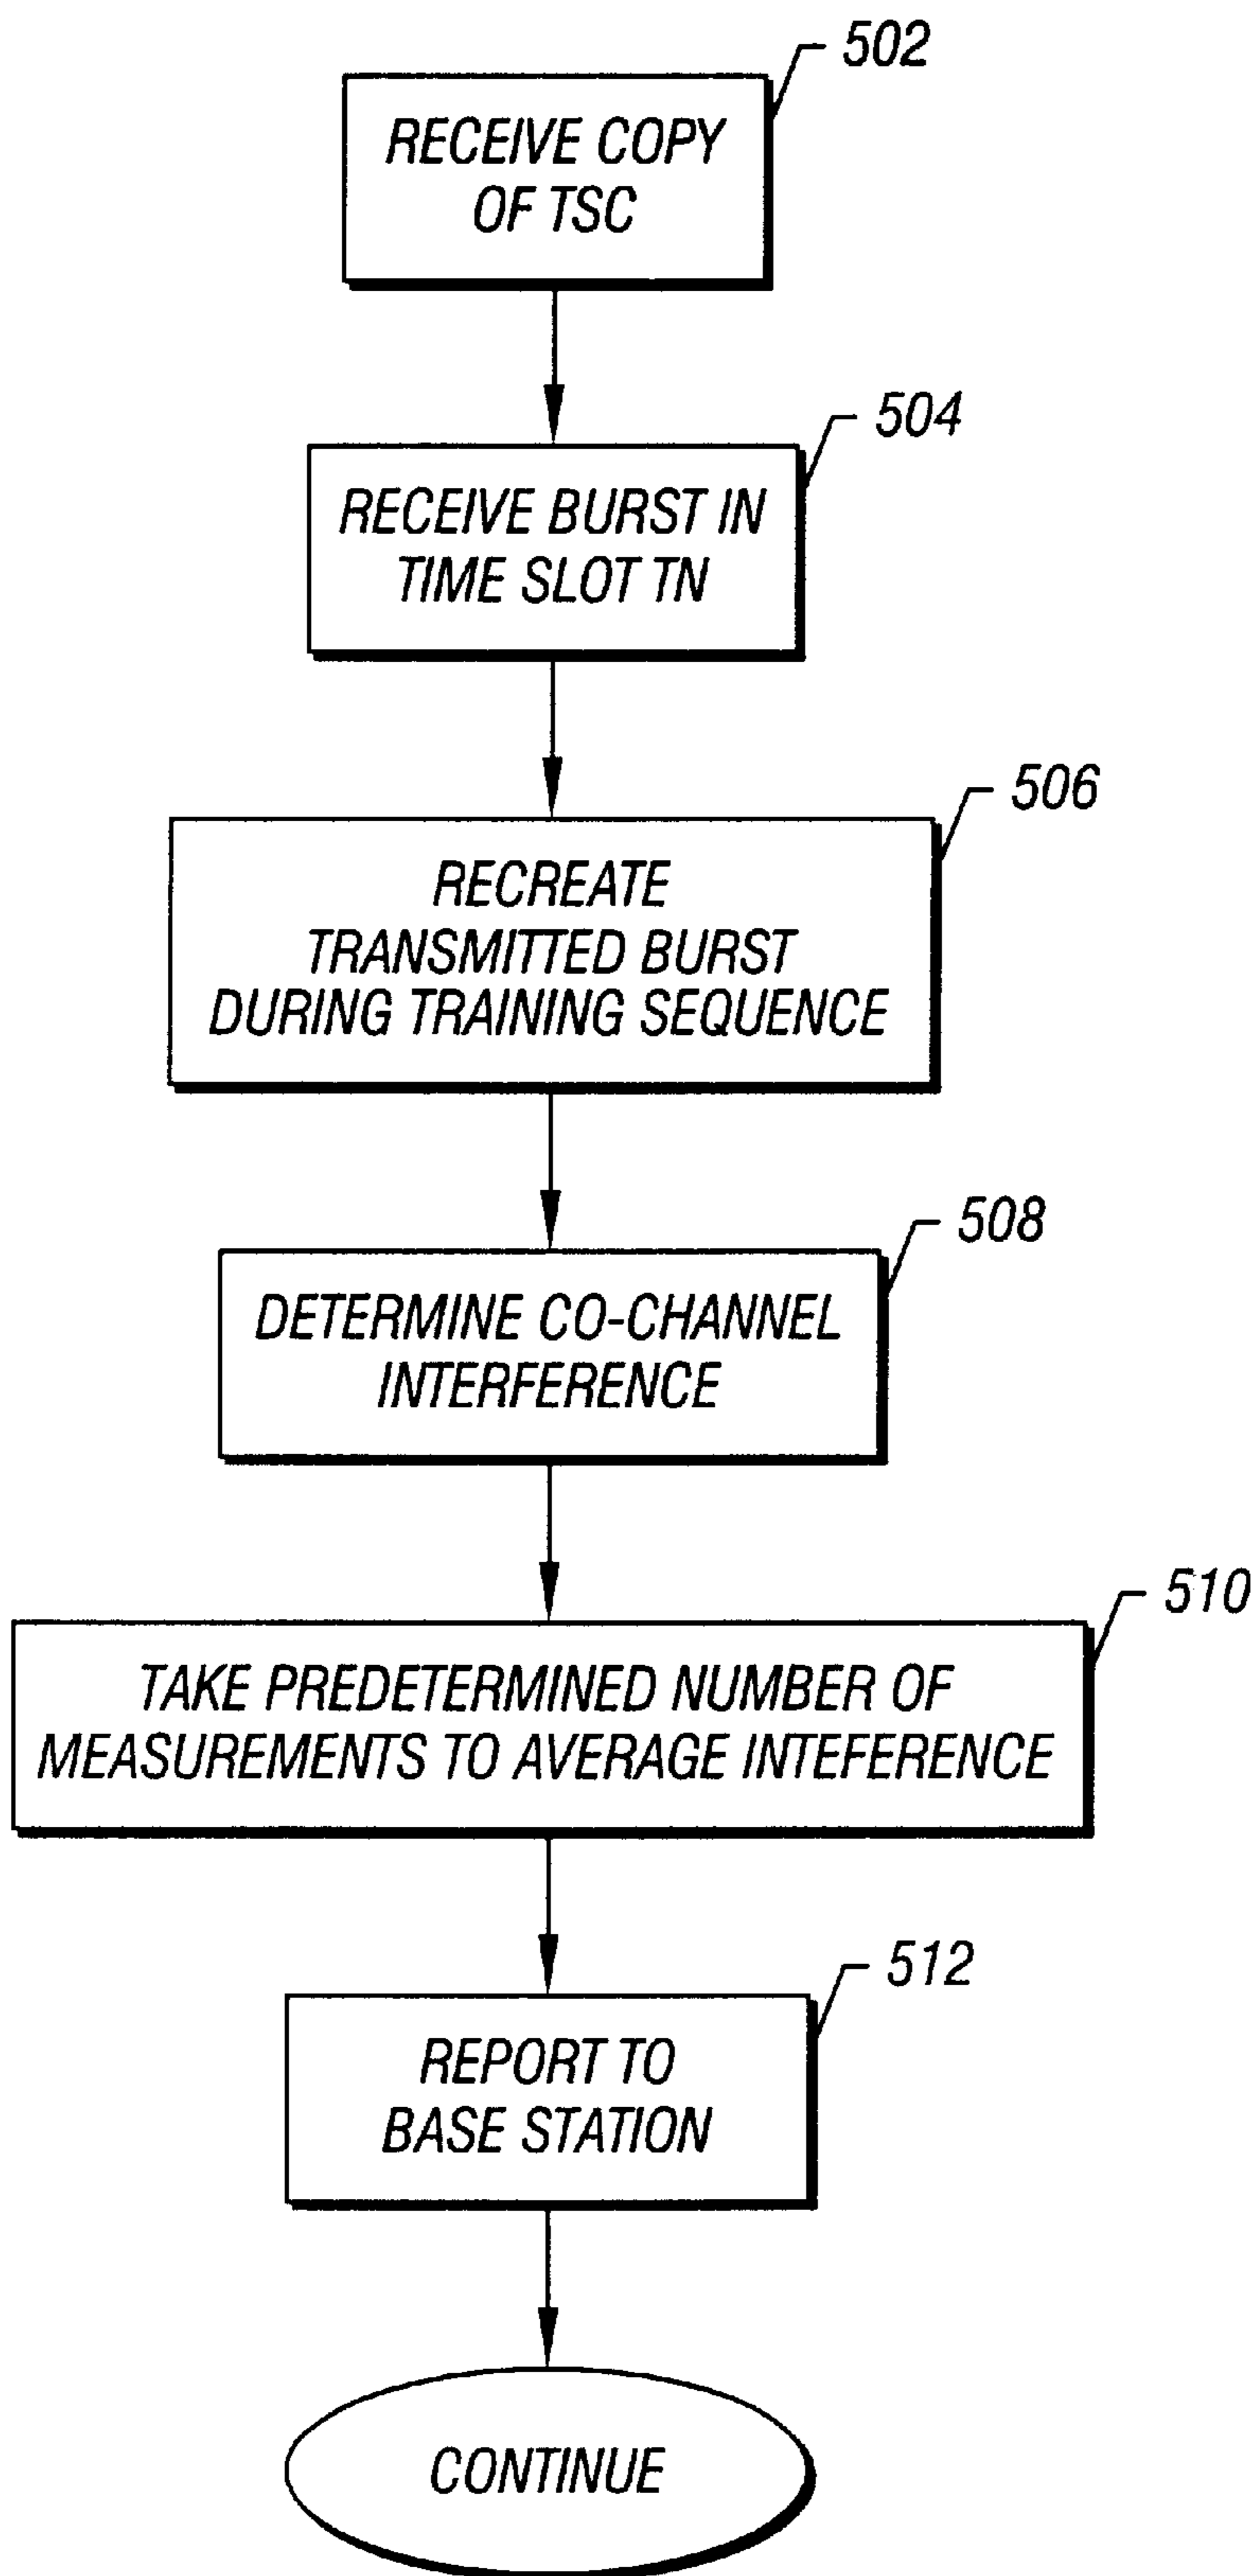 502
RECEIVE COPY
OF TSC
504
RECEIVE BURST IN
TIME SLOT TN
506
RECREATE
TRANSMITTED BURST
DURING TRAINING SEQUENCE
508
DETERMINE CO-CHANNEL
INTERFERENCE
510
TAKE PREDETERMINED NUMBER OF
MEASUREMENTS TO AVERAGE INTEFERENCE
512
REPORT TO
BASE STATION
CONTINUE